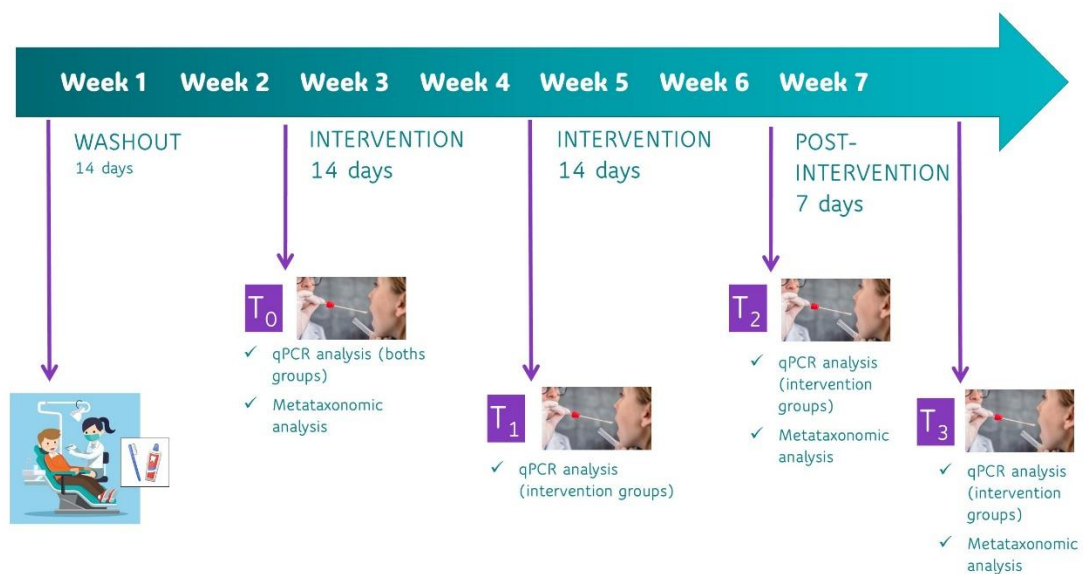 Week 1 Week 2 Week 3 Week 4 Week 5 Week 6 Week 7
WASHOUT
14 days
INTERVENTION
14 days
INTERVENTION
14 days
POST-
INTERVENTION
7 days
T0
✓ qPCR analysis (boths
groups)
✓ Metataxonomic
analysis
T1
✓ qPCR analysis
(intervention groups)
T2
✓ qPCR analysis
(intervention
groups)
✓ Metataxonomic
analysis
T3
✓ qPCR analysis
(intervention
groups)
✓ Metataxonomic
analysis